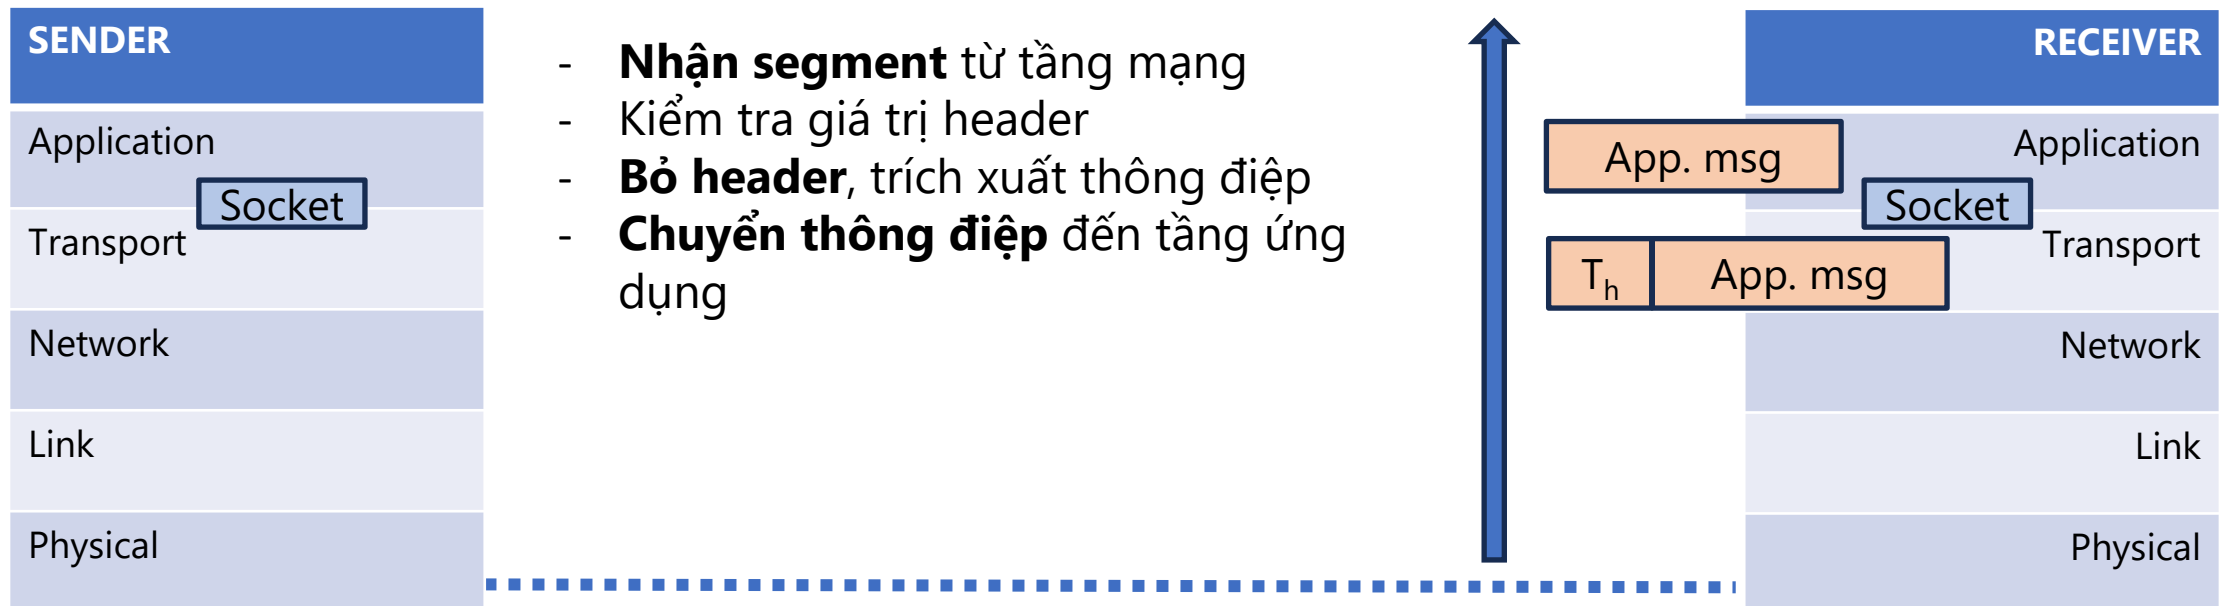 SENDER
Application
Socket
Transport
Network
Link
Physical
- Nhận segment từ tầng mạng
- Kiểm tra giá trị header
- Bỏ header, trích xuất thông điệp
- Chuyển thông điệp đến tầng ứng
dụng
App. msg
Th App. msg
RECEIVER
Application
Socket
Transport
Network
Link
Physical